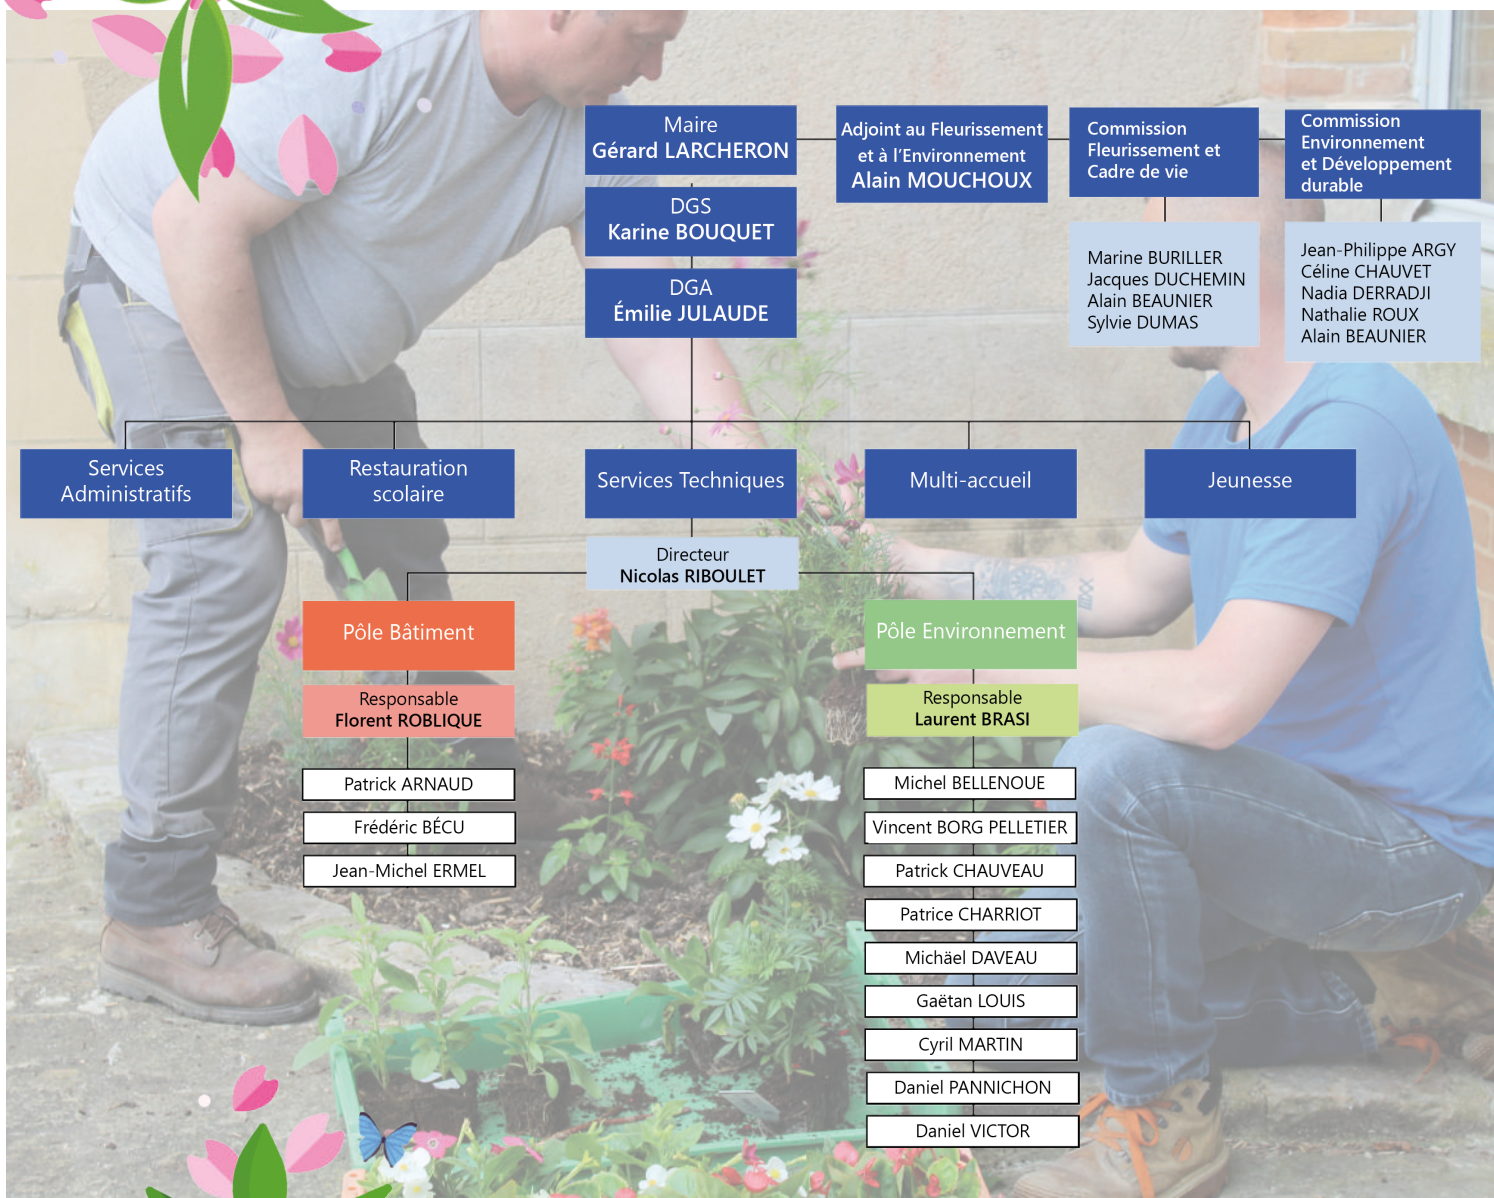 Maire
Gérard LARCHERON
Adjoint au Fleurissement
et à l'Environnement
Alain MOUCHOUX
Commission
Fleurissement et
Cadre de vie
Commission
Environnement
et Développement
durable
DGS
Karine BOUQUET
DGA
Émilie JULAUDE
Marine BURILLER
Jacques DUCHEMIN
Alain BEAUNIER
Sylvie DUMAS
Jean-Philippe ARGY
Céline CHAUVET
Nadia DERRADJI
Nathalie ROUX
Alain BEAUNIER
Services
Administratifs
Restauration
scolaire
Services Techniques
Multi-accueil
Jeunesse
Directeur
Nicolas RIBOULET
Pôle Bâtiment
Responsable
Florent ROBLIQUE
Patrick ARNAUD
Frédéric BÉCU
Jean-Michel ERMEL
Pôle Environnement
Responsable
Laurent BRASI
Michel BELLENOUE
Vincent BORG PELLETIER
Patrick CHAUVEAU
Patrice CHARRIOT
Michäel DAVEAU
Gaëtan LOUIS
Cyril MARTIN
Daniel PANNICHON
Daniel VICTOR